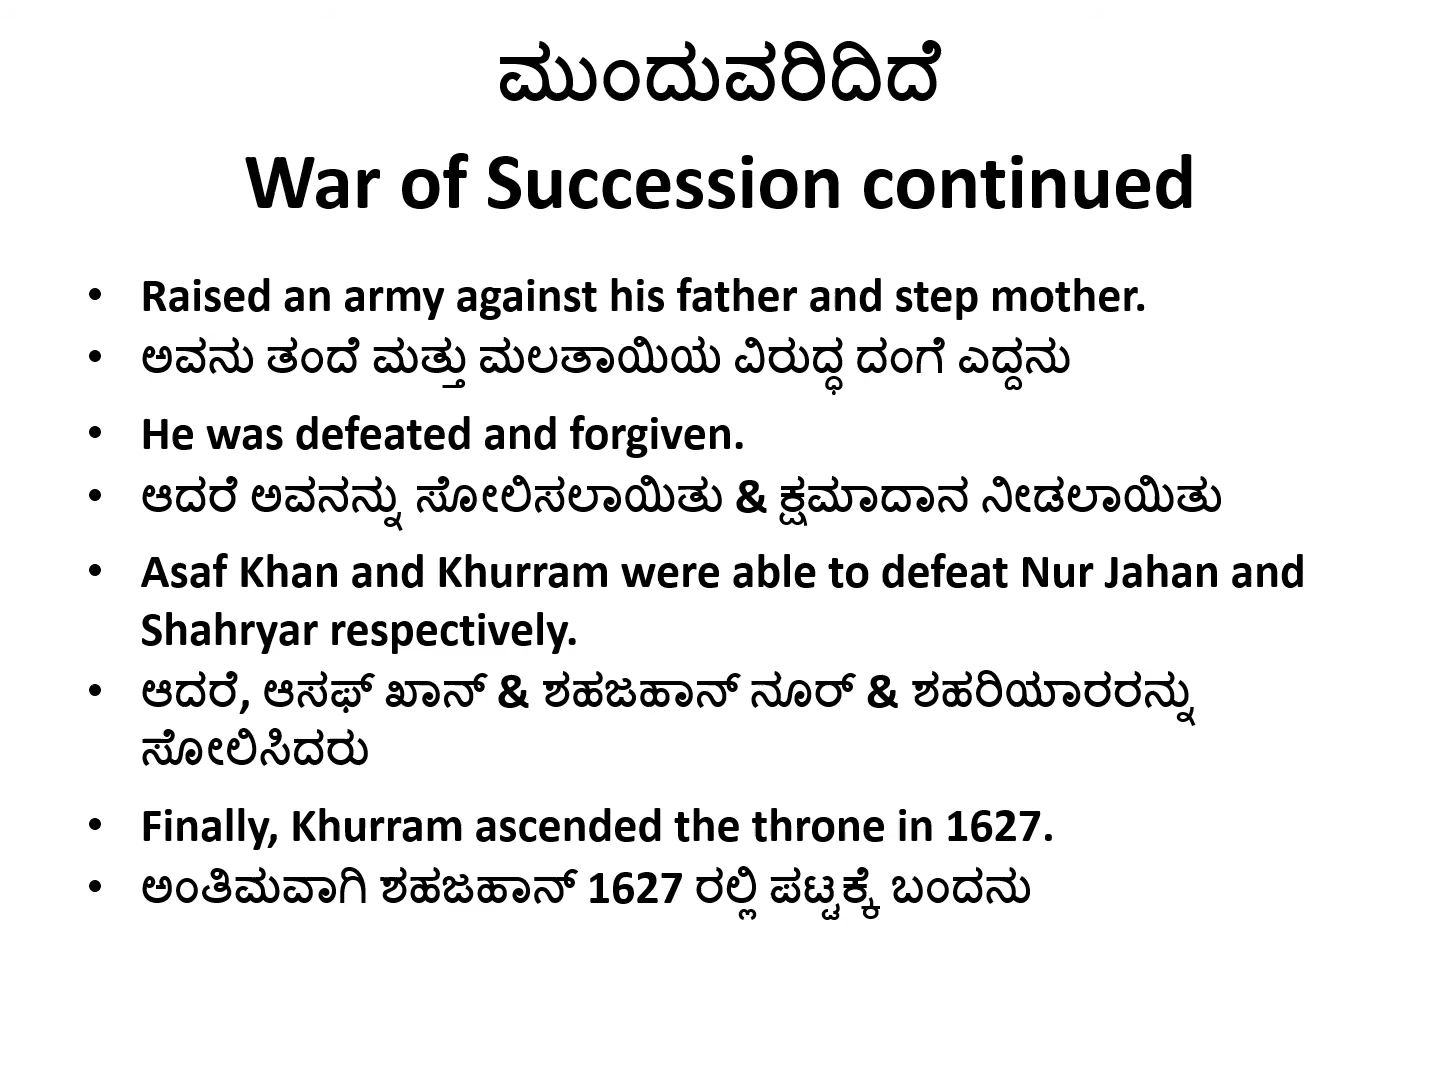 ಮುಂದುವರಿದಿದೆ
War of Succession continued
• Raised an army against his father and step mother.
• ಅವನು ತಂದೆ ಮತ್ತು ಮಲತಾಯಿಯ ವಿರುದ್ಧ ದಂಗೆ ಎದ್ದನು
• He was defeated and forgiven.
• ಆದರೆ ಅವನನ್ನು ಸೋಲಿಸಲಾಯಿತು & ಕ್ಷಮಾದಾನ ನೀಡಲಾಯಿತು
• Asaf Khan and Khurram were able to defeat Nur Jahan and
Shahryar respectively.
• ಆದರೆ, ಆಸಫ್ ಖಾನ್ & ಶಹಜಹಾನ್ ನೂರ್ & ಶಹರಿಯಾರರನ್ನು
ಸೋಲಿಸಿದರು
• Finally, Khurram ascended the throne in 1627.
• ಅಂತಿಮವಾಗಿ ಶಹಜಹಾನ್ 1627 ರಲ್ಲಿ ಪಟ್ಟಕ್ಕೆ ಬಂದನು